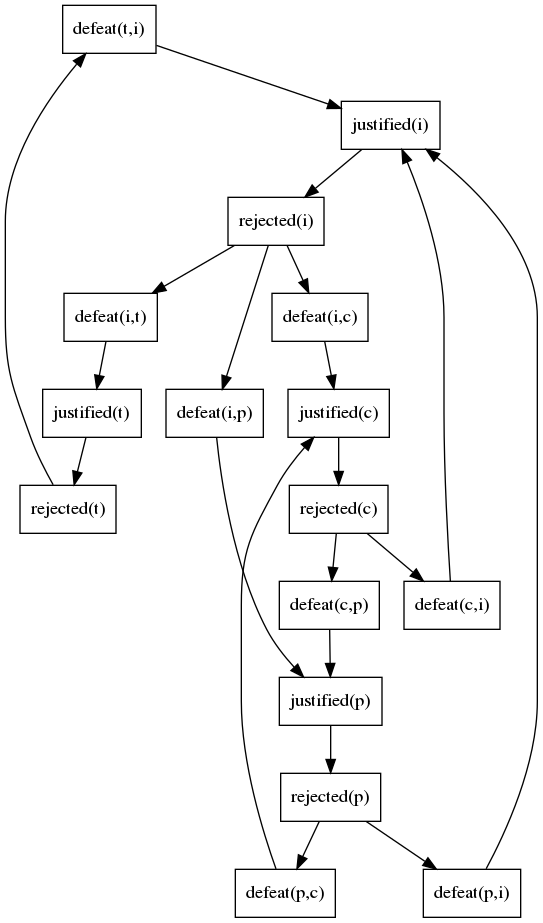 defeat(t,i)
justified(i)
rejected(i)
defeat(i,t)
defeat(i,c)
justified(t)
defeat(i,p)
justified(c)
rejected(t)
rejected(c)
defeat(c,p)
defeat(c,i)
justified(p)
rejected(p)
defeat(p,c)
defeat(p,i)